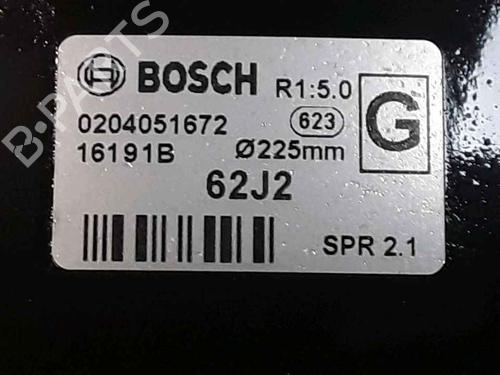 BOSCH R1:5.0 G
0204051672 623
16191B Ø225mm
62J2
SPR 2.1
B-PARTS